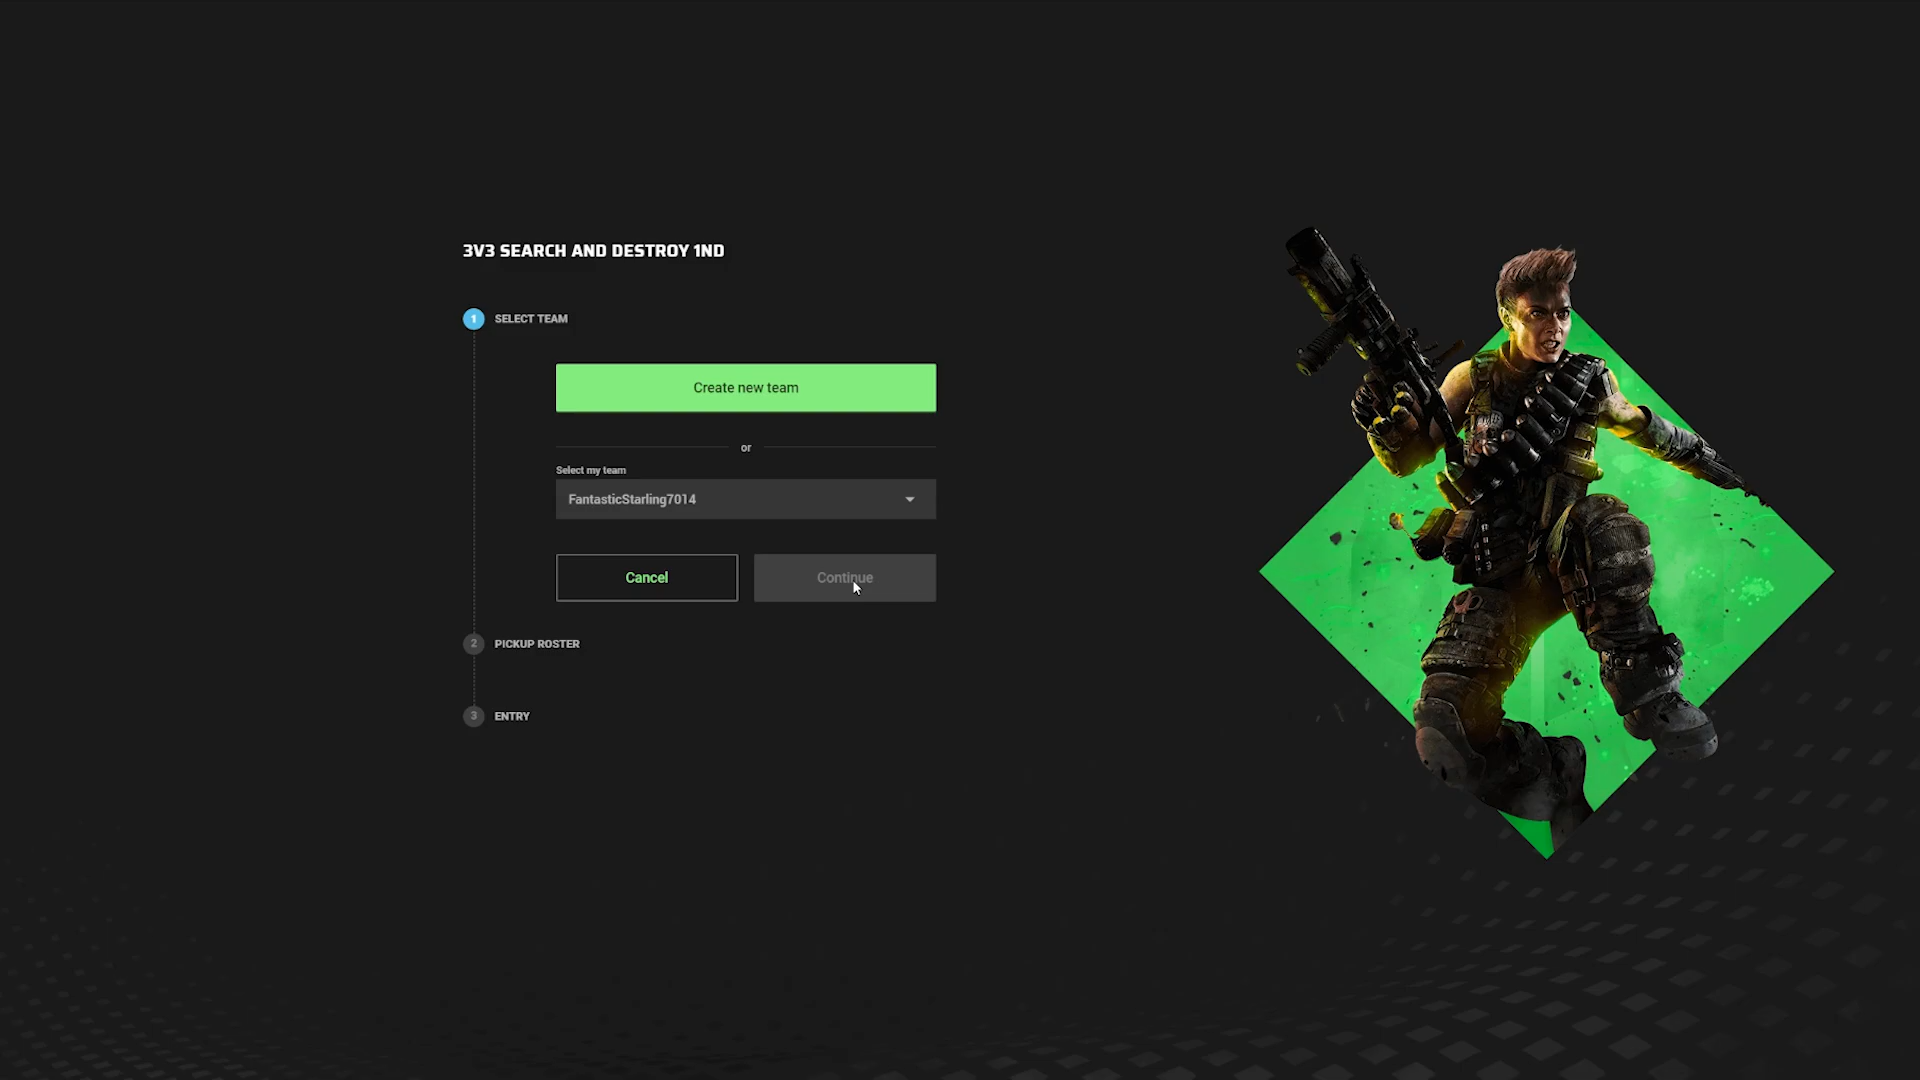 3V3 SEARCH AND DESTROY 1ND
1 SELECT TEAM
Create new team
or
Select my team
FantasticStarling7014
Cancel
Continue
2 PICKUP ROSTER
3 ENTRY